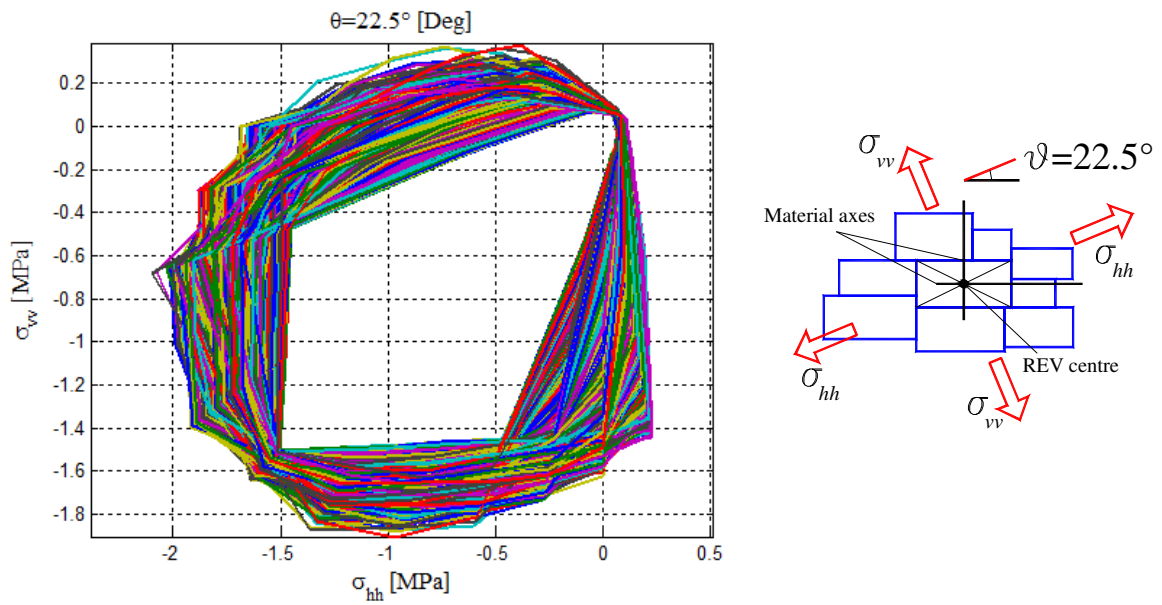 θ=22.5° [Deg]
0.2
0
-0.2
-0.4
-0.6
-0.8
-1
-1.2
-1.4
-1.6
-1.8
σvv [MPa]
-2
-1.5
-1
-0.5
0
0.5
σhh [MPa]
σvv
ϑ=22.5°
Material axes
σhh
REV centre
σhh
σvv